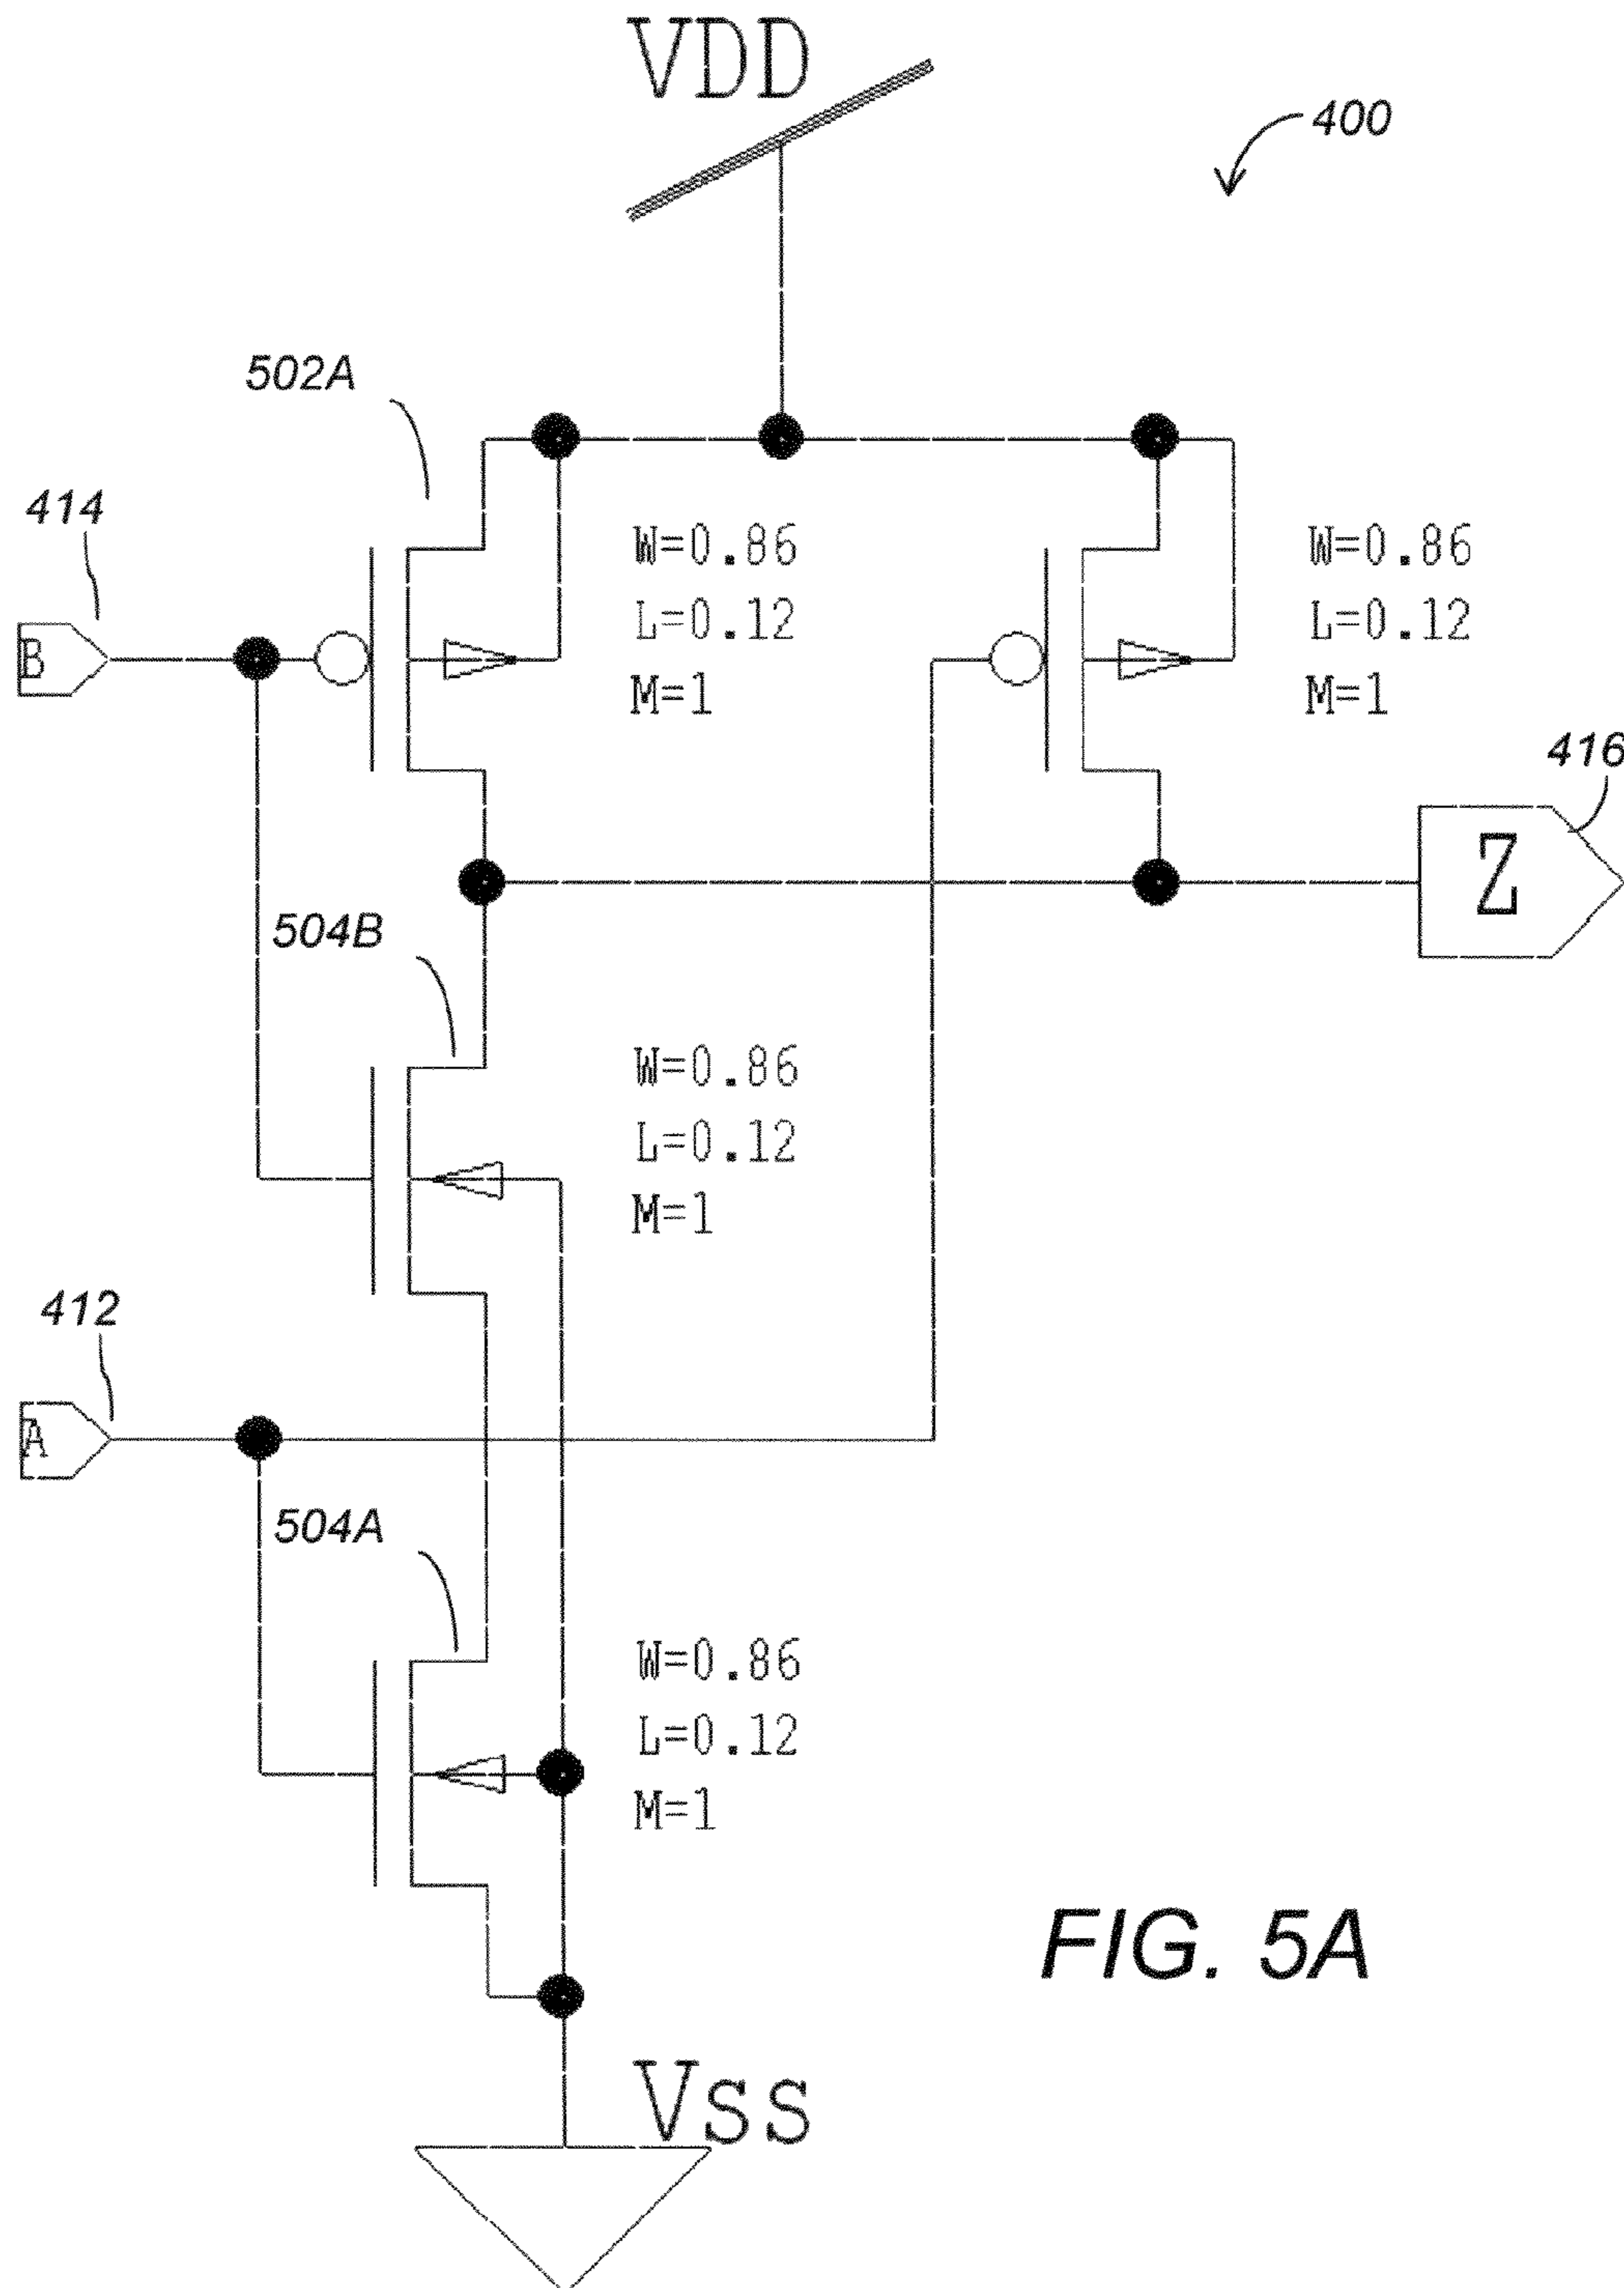 VDD
400
502A
414
B
W=0.86
L=0.12
M=1
W=0.86
L=0.12
M=1
416
Z
504B
W=0.86
L=0.12
M=1
412
A
504A
W=0.86
L=0.12
M=1
FIG. 5A
Vss